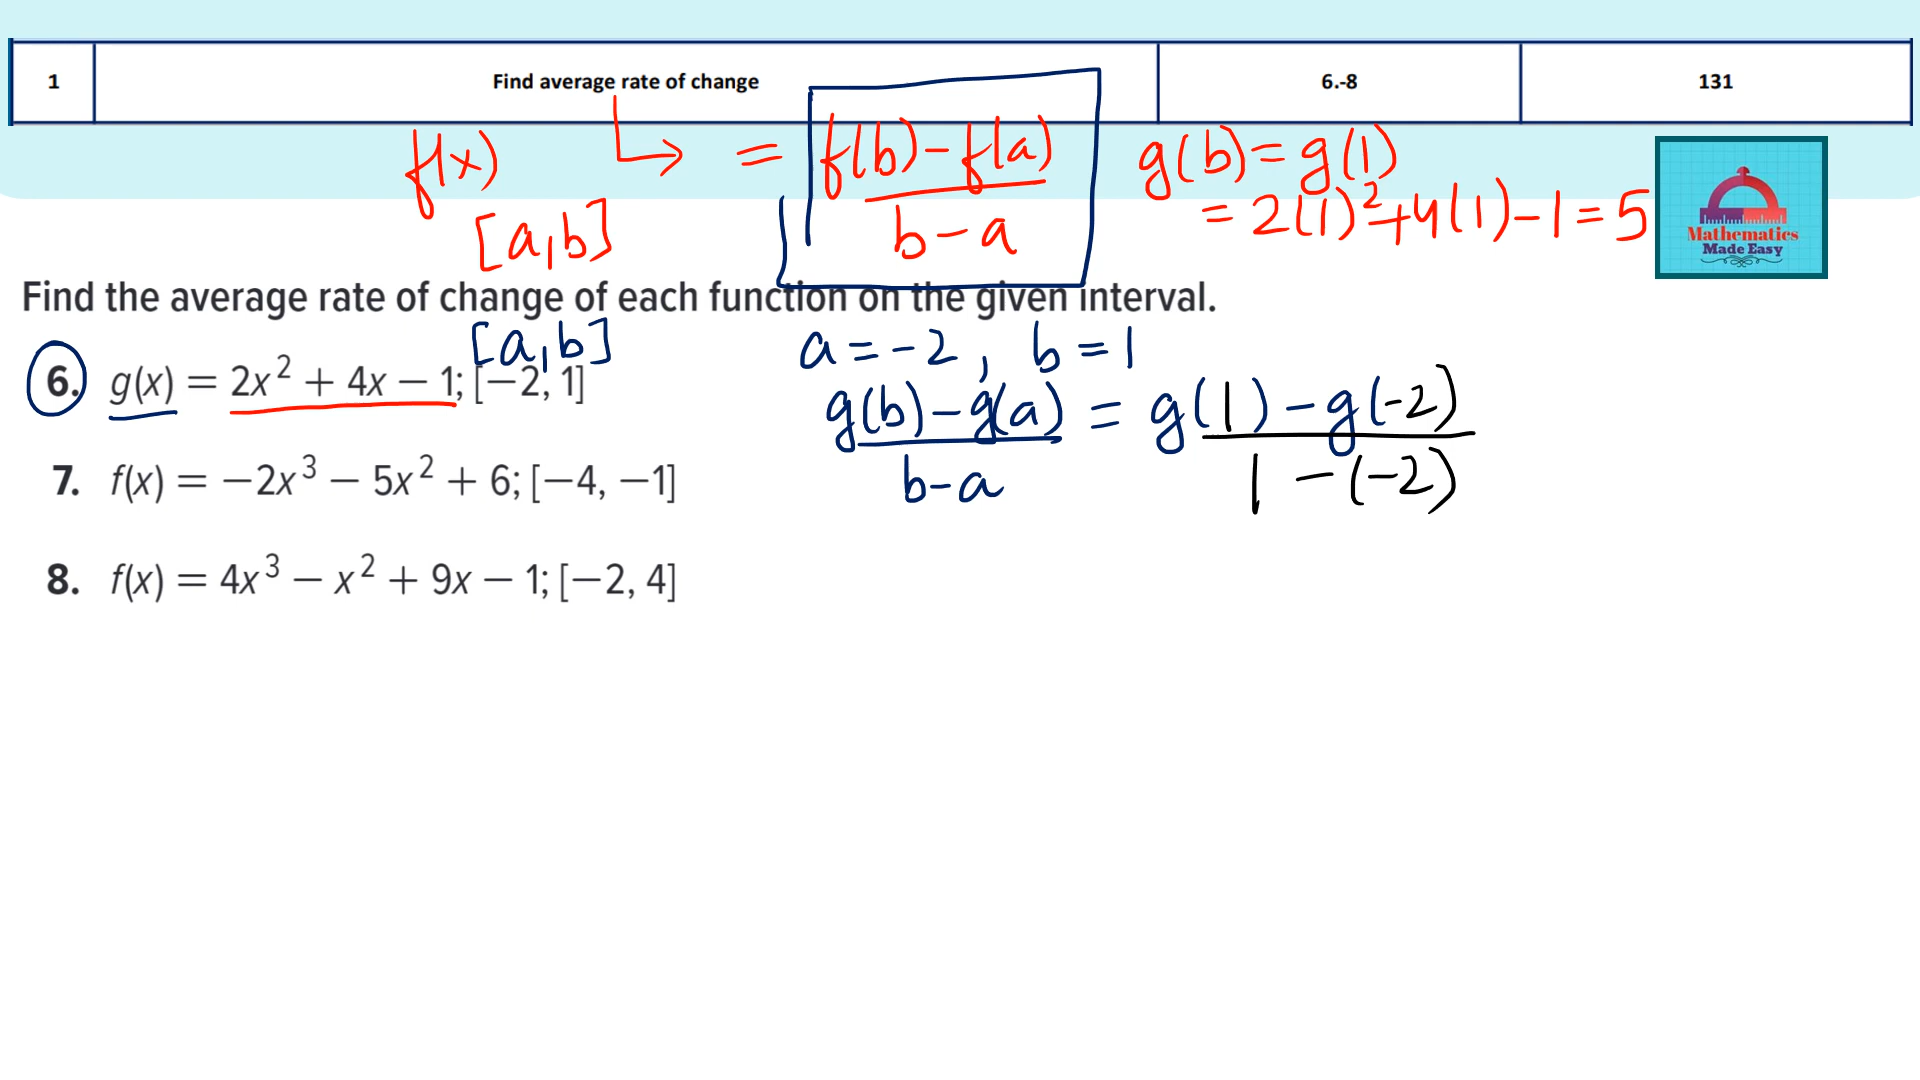 1 Find average rate of change 6.-8 131
f(x) = f(b)-f(a) g(b)=g(1)
[a,b] b-a = 2(1)²+4(1)-1=5
Mathematics
Made Easy
Find the average rate of change of each function on the given interval.
[a,b] a=-2, b=1
6. g(x) = 2x² + 4x − 1; [−2, 1]
g(b)-g(a) = g(1)-g(-2)
b-a 1-(-2)
7. f(x) = −2x³ − 5x² + 6; [−4, −1]
8. f(x) = 4x³ − x² + 9x − 1; [−2, 4]